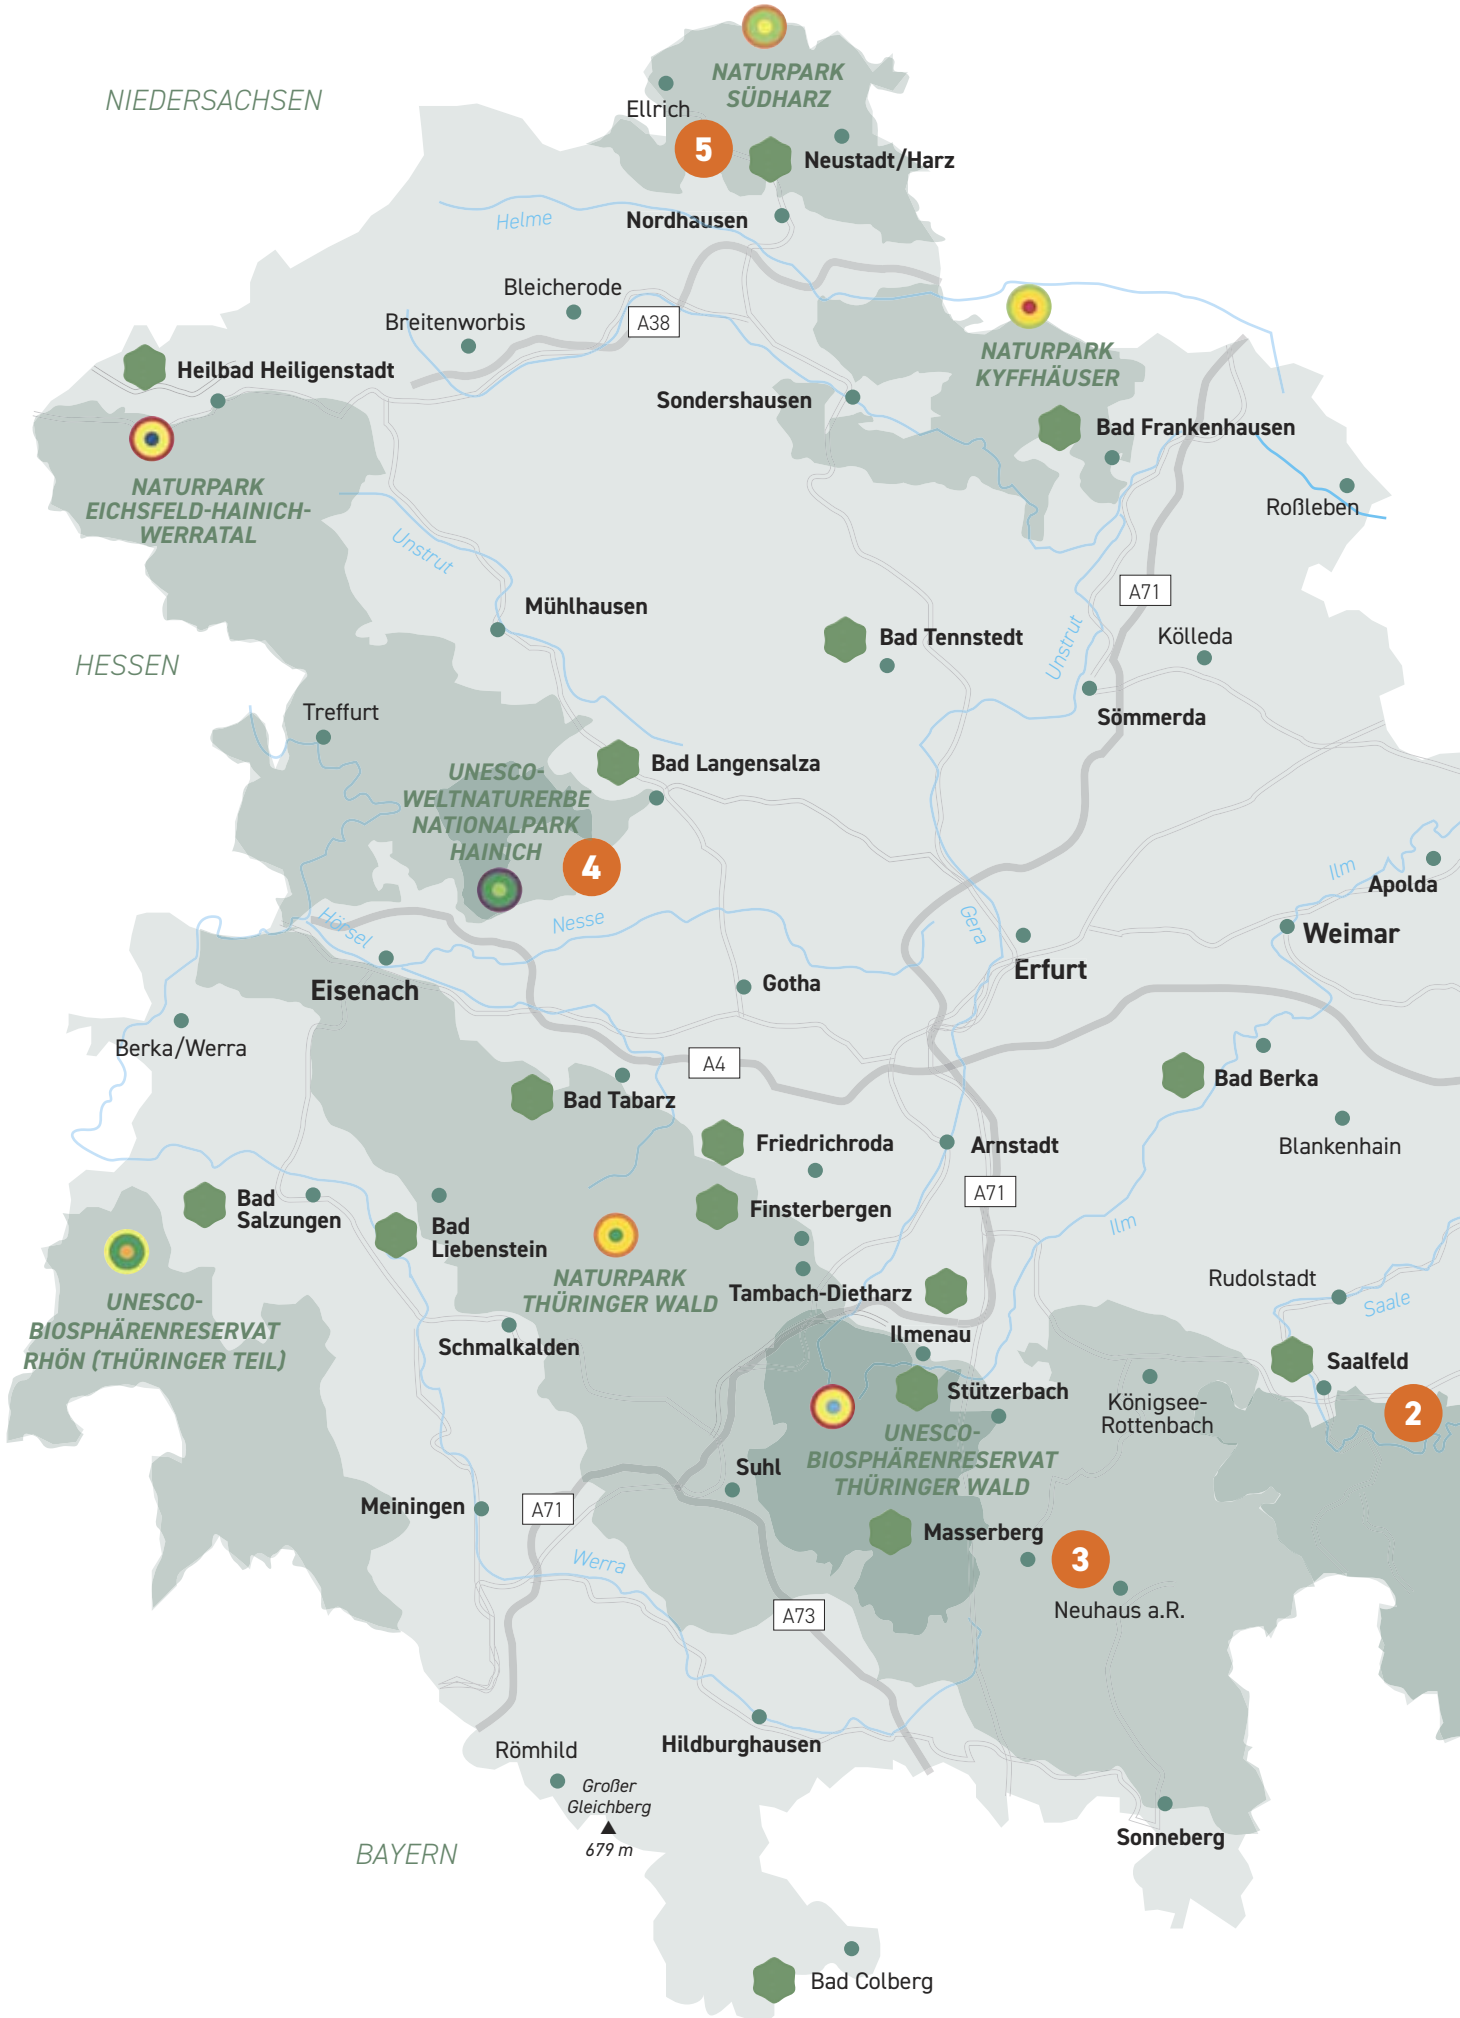 NIEDERSACHSEN
NATURPARK
SÜDHARZ
Ellrich
5
Neustadt/Harz
Nordhausen
Helme
Bleicherode
Breitenworbis
A38
Heilbad Heiligenstadt
NATURPARK
KYFFHÄUSER
Sondershausen
Bad Frankenhausen
NATURPARK
EICHSFELD-HAINICH-
WERRATAL
Roßleben
Unstrut
A71
Mühlhausen
Bad Tennstedt
Unstrut
Kölleda
HESSEN
Sömmerda
Treffurt
Bad Langensalza
UNESCO-
WELTNATURERBE
NATIONALPARK
HAINICH
4
Ilm
Apolda
Hörsel
Nesse
Gera
Weimar
Erfurt
Eisenach
Gotha
Berka/Werra
A4
Bad Berka
Bad Tabarz
Friedrichroda
Arnstadt
Blankenhain
Bad
Salzungen
A71
Finsterbergen
Bad
Liebenstein
Ilm
NATURPARK
THÜRINGER WALD
Tambach-Dietharz
Rudolstadt
Saale
UNESCO-
BIOSPHÄRENRESERVAT
RHÖN (THÜRINGER TEIL)
Schmalkalden
Ilmenau
Saalfeld
Stützerbach
Königsee-
Rottenbach
2
UNESCO-
BIOSPHÄRENRESERVAT
THÜRINGER WALD
Suhl
Meiningen
A71
Masserberg
3
Werra
Neuhaus a.R.
A73
Hildburghausen
Römhild
Großer
Gleichberg
679 m
Sonneberg
BAYERN
Bad Colberg